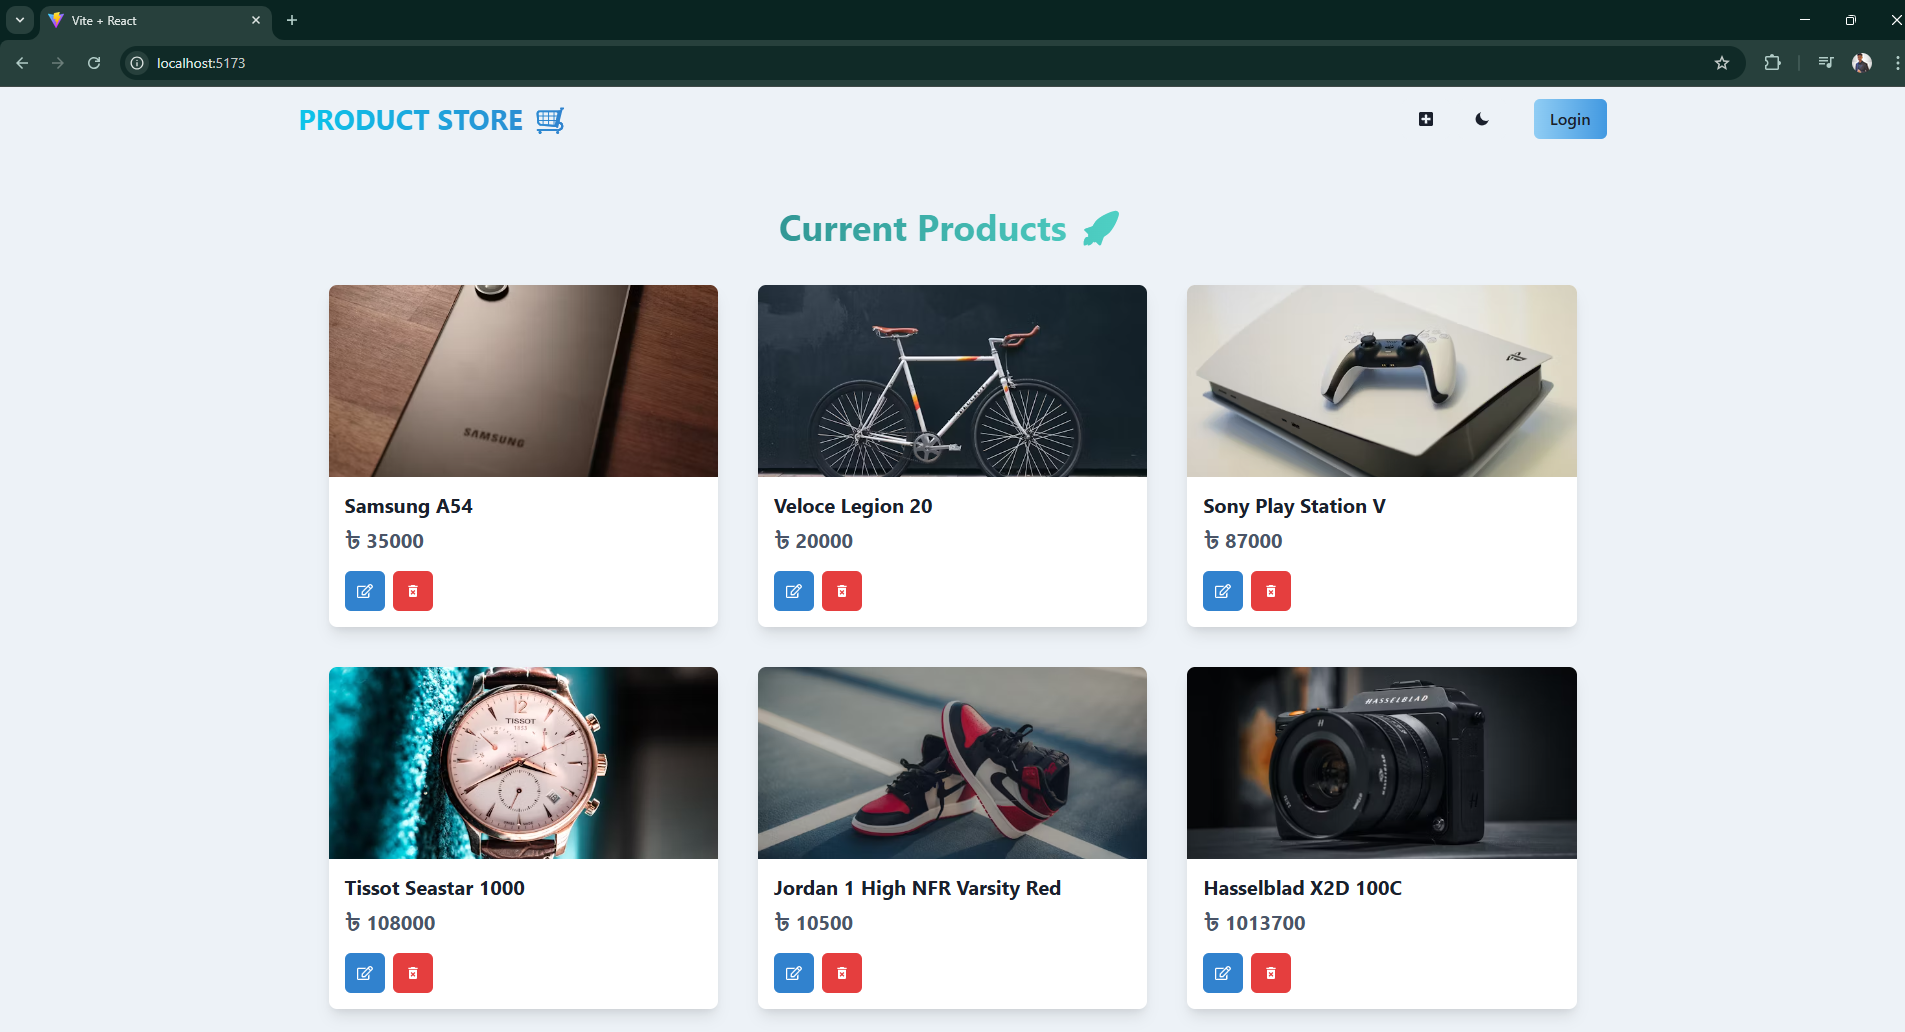 Vite + React
localhost:5173
PRODUCT STORE
Login
Current Products
SAMSUNG
Samsung A54
৳ 35000
Veloce Legion 20
৳ 20000
Sony Play Station V
৳ 87000
12
TISSOT
1853
HASSELBLAD
Tissot Seastar 1000
৳ 108000
Jordan 1 High NFR Varsity Red
৳ 10500
Hasselblad X2D 100C
৳ 1013700